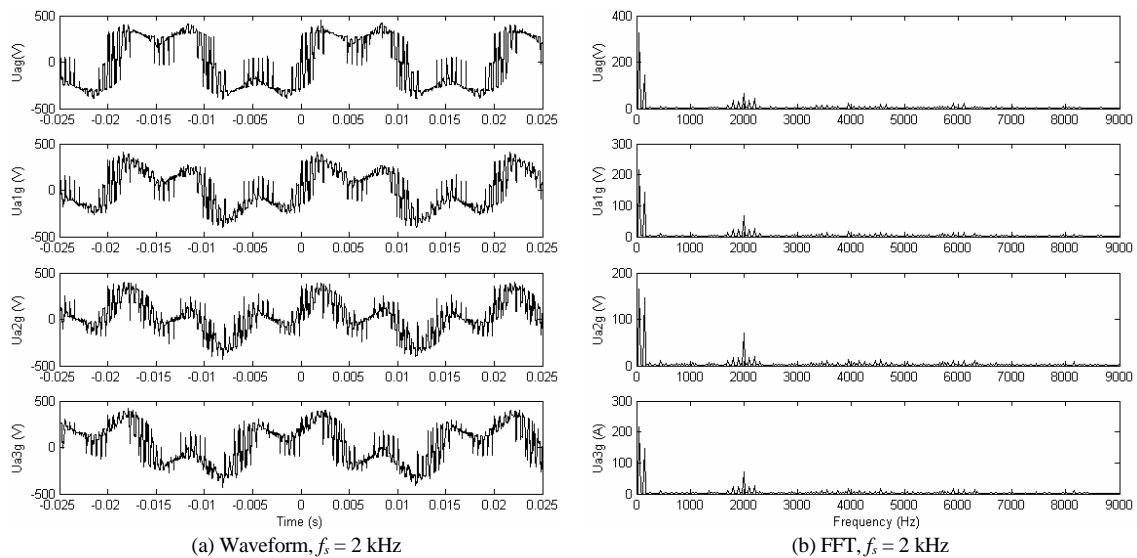 500
0
-500
Uag(V)
-0.025 -0.02 -0.015 -0.01 -0.005 0 0.005 0.01 0.015 0.02 0.025
500
0
-500
Ua1g (V)
-0.025 -0.02 -0.015 -0.01 -0.005 0 0.005 0.01 0.015 0.02 0.025
500
0
-500
Ua2g (V)
-0.025 -0.02 -0.015 -0.01 -0.005 0 0.005 0.01 0.015 0.02 0.025
500
0
-500
Ua3g (V)
-0.025 -0.02 -0.015 -0.01 -0.005 0 0.005 0.01 0.015 0.02 0.025
Time (s)
(a) Waveform, fs = 2 kHz
400
200
0
Uag(V)
0 1000 2000 3000 4000 5000 6000 7000 8000 9000
300
200
100
0
Ua1g (V)
0 1000 2000 3000 4000 5000 6000 7000 8000 9000
200
100
0
Ua2g (V)
0 1000 2000 3000 4000 5000 6000 7000 8000 9000
300
200
100
0
Ua3g (A)
0 1000 2000 3000 4000 5000 6000 7000 8000 9000
Frequency (Hz)
(b) FFT, fs = 2 kHz